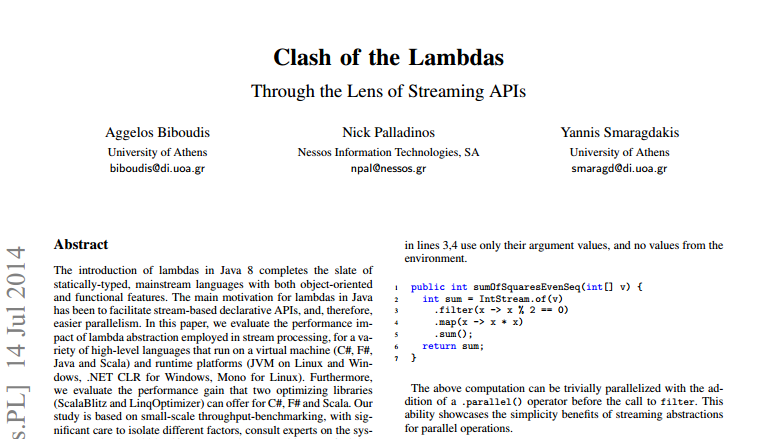 Clash of the Lambdas
Through the Lens of Streaming APIs
Aggelos Biboudis
University of Athens
biboudis@di.uoa.gr
Nick Palladinos
Nessos Information Technologies, SA
npal@nessos.gr
Yannis Smaragdakis
University of Athens
smaragd@di.uoa.gr
s.PL] 14 Jul 2014
Abstract
The introduction of lambdas in Java 8 completes the slate of
statically-typed, mainstream languages with both object-oriented
and functional features. The main motivation for lambdas in Java
has been to facilitate stream-based declarative APIs, and, therefore,
easier parallelism. In this paper, we evaluate the performance im-
pact of lambda abstraction employed in stream processing, for a va-
riety of high-level languages that run on a virtual machine (C#, F#,
Java and Scala) and runtime platforms (JVM on Linux and Win-
dows, .NET CLR for Windows, Mono for Linux). Furthermore,
we evaluate the performance gain that two optimizing libraries
(ScalaBlitz and LinqOptimizer) can offer for C#, F# and Scala. Our
study is based on small-scale throughput-benchmarking, with sig-
nificant care to isolate different factors, consult experts on the sys-
in lines 3,4 use only their argument values, and no values from the
environment.
1 public int sumOfSquaresEvenSeq(int[] v) {
2 int sum = IntStream.of(v)
3 .filter(x -> x % 2 == 0)
4 .map(x -> x * x)
5 .sum();
6 return sum;
7 }
The above computation can be trivially parallelized with the ad-
dition of a .parallel() operator before the call to filter. This
ability showcases the simplicity benefits of streaming abstractions
for parallel operations.